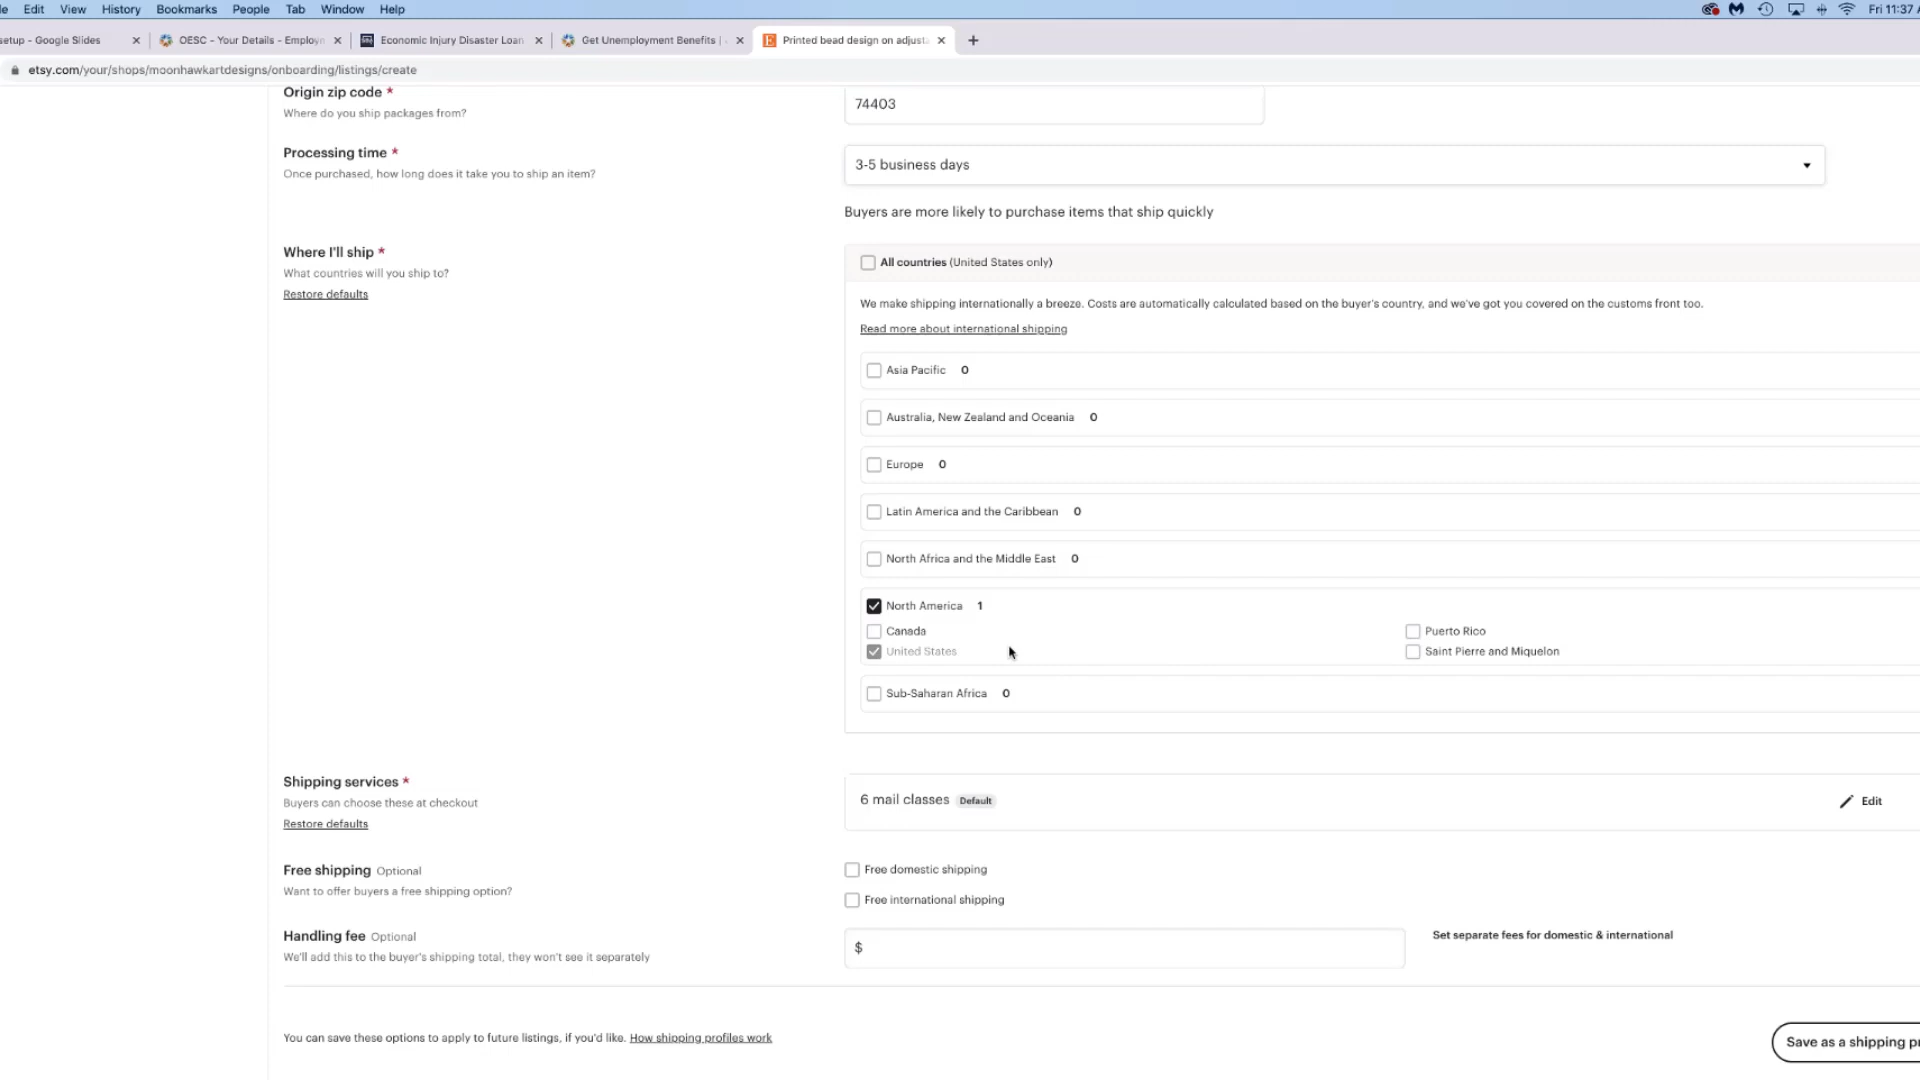 Edit View History Bookmarks People Tab Window Help Fri 11:37
setup - Google Slides OESC - Your Details - Employn Economic Injury Disaster Loan Get Unemployment Benefits | Printed bead design on adjusta
etsy.com/your/shops/moonhawkartdesigns/onboarding/listings/create
Origin zip code *
74403
Where do you ship packages from?
Processing time *
3-5 business days
Once purchased, how long does it take you to ship an item?
Buyers are more likely to purchase items that ship quickly
Where I'll ship *
All countries (United States only)
What countries will you ship to?
Restore defaults
We make shipping internationally a breeze. Costs are automatically calculated based on the buyer's country, and we've got you covered on the customs front too.
Read more about international shipping
Asia Pacific 0
Australia, New Zealand and Oceania 0
Europe 0
Latin America and the Caribbean 0
North Africa and the Middle East 0
North America 1
Canada Puerto Rico
United States Saint Pierre and Miquelon
Sub-Saharan Africa 0
Shipping services *
6 mail classes Default Edit
Buyers can choose these at checkout
Restore defaults
Free shipping Optional
Free domestic shipping
Want to offer buyers a free shipping option?
Free international shipping
Handling fee Optional
Set separate fees for domestic & international
$
We'll add this to the buyer's shipping total, they won't see it separately
You can save these options to apply to future listings, if you'd like. How shipping profiles work
Save as a shipping pr